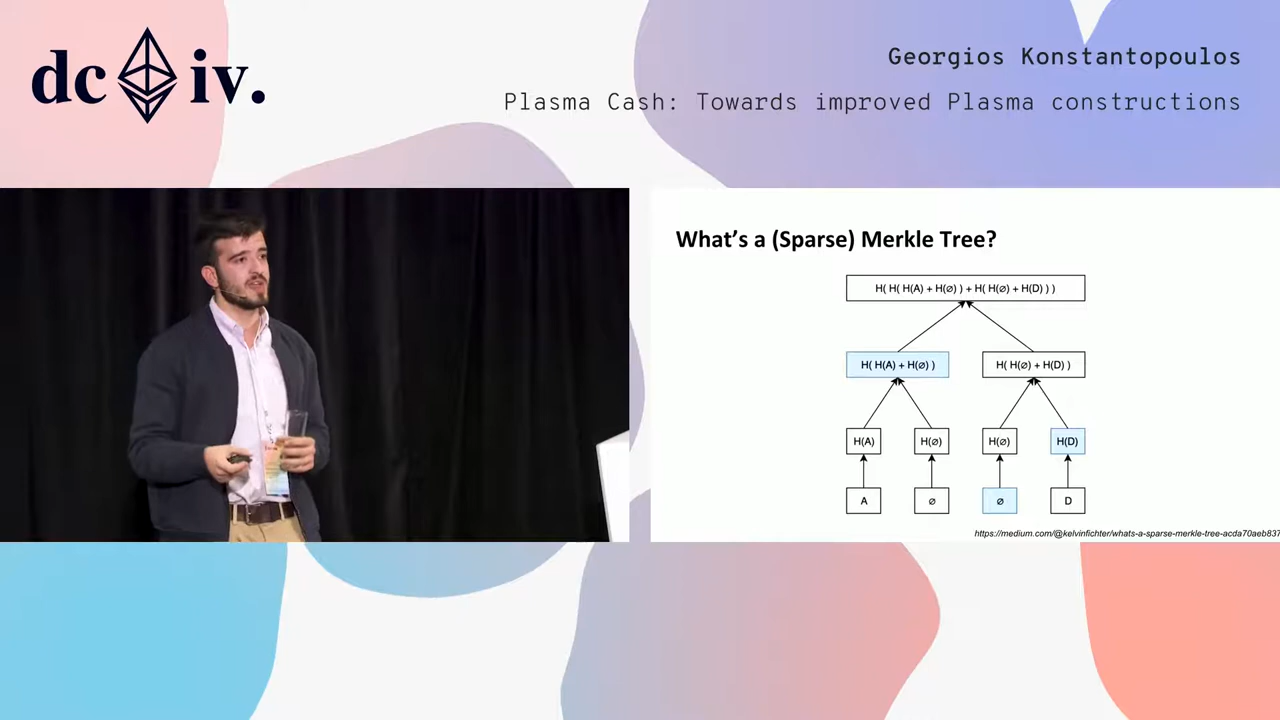 dc iv.
Georgios Konstantopoulos
Plasma Cash: Towards improved Plasma constructions
What's a (Sparse) Merkle Tree?
H( H( H(A) + H(∅) ) + H( H(∅) + H(D) ) )
H( H(A) + H(∅) )
H( H(∅) + H(D) )
H(A)
H(∅)
H(∅)
H(D)
A
∅
∅
D
https://medium.com/@kelvinfichter/whats-a-sparse-merkle-tree-acda70aeb837